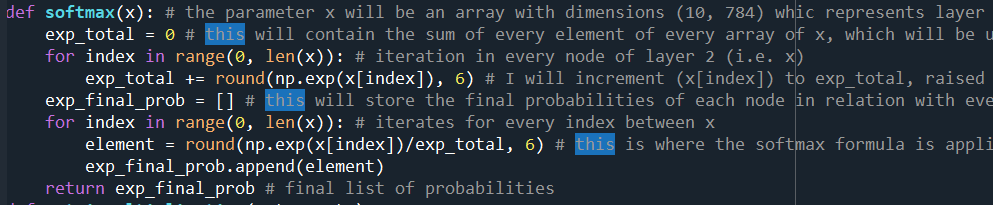 def softmax(x): # the parameter x will be an array with dimensions (10, 784) whic represents layer
    exp_total = 0 # this will contain the sum of every element of every array of x, which will be u
    for index in range(0, len(x)): # iteration in every node of layer 2 (i.e. x)
        exp_total += round(np.exp(x[index]), 6) # I will increment (x[index]) to exp_total, raised
    exp_final_prob = [] # this will store the final probabilities of each node in relation with eve
    for index in range(0, len(x)): # iterates for every index between x
        element = round(np.exp(x[index])/exp_total, 6) # this is where the softmax formula is appli
        exp_final_prob.append(element)
    return exp_final_prob # final list of probabilities